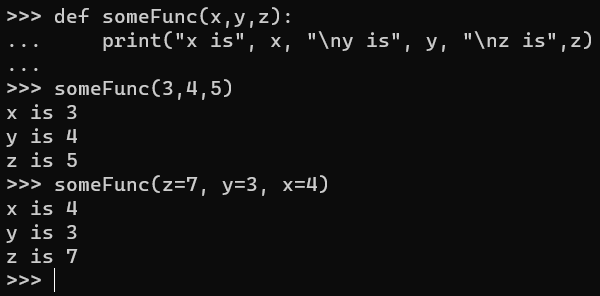 >>> def someFunc(x,y,z):
...     print("x is", x, "\ny is", y, "\nz is",z)
...
>>> someFunc(3,4,5)
x is 3
y is 4
z is 5
>>> someFunc(z=7, y=3, x=4)
x is 4
y is 3
z is 7
>>>